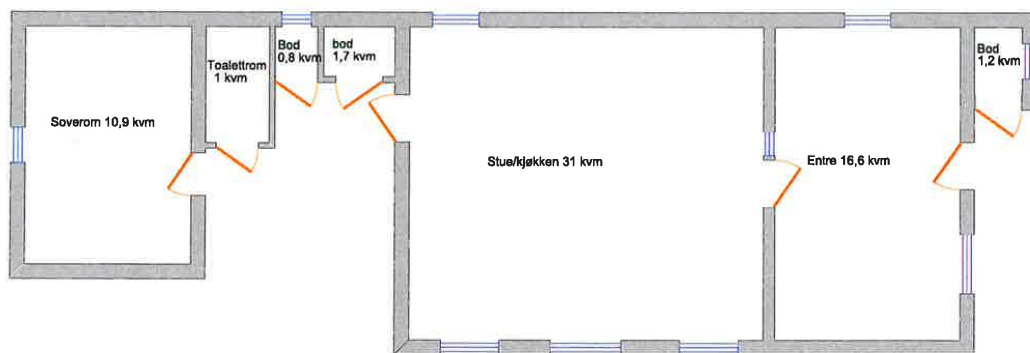 Soverom 10,9 kvm
Toalettrom
1 kvm
Bod
0,8 kvm
bod
1,7 kvm
Stue/kjøkken 31 kvm
Entre 16,6 kvm
Bod
1,2 kvm